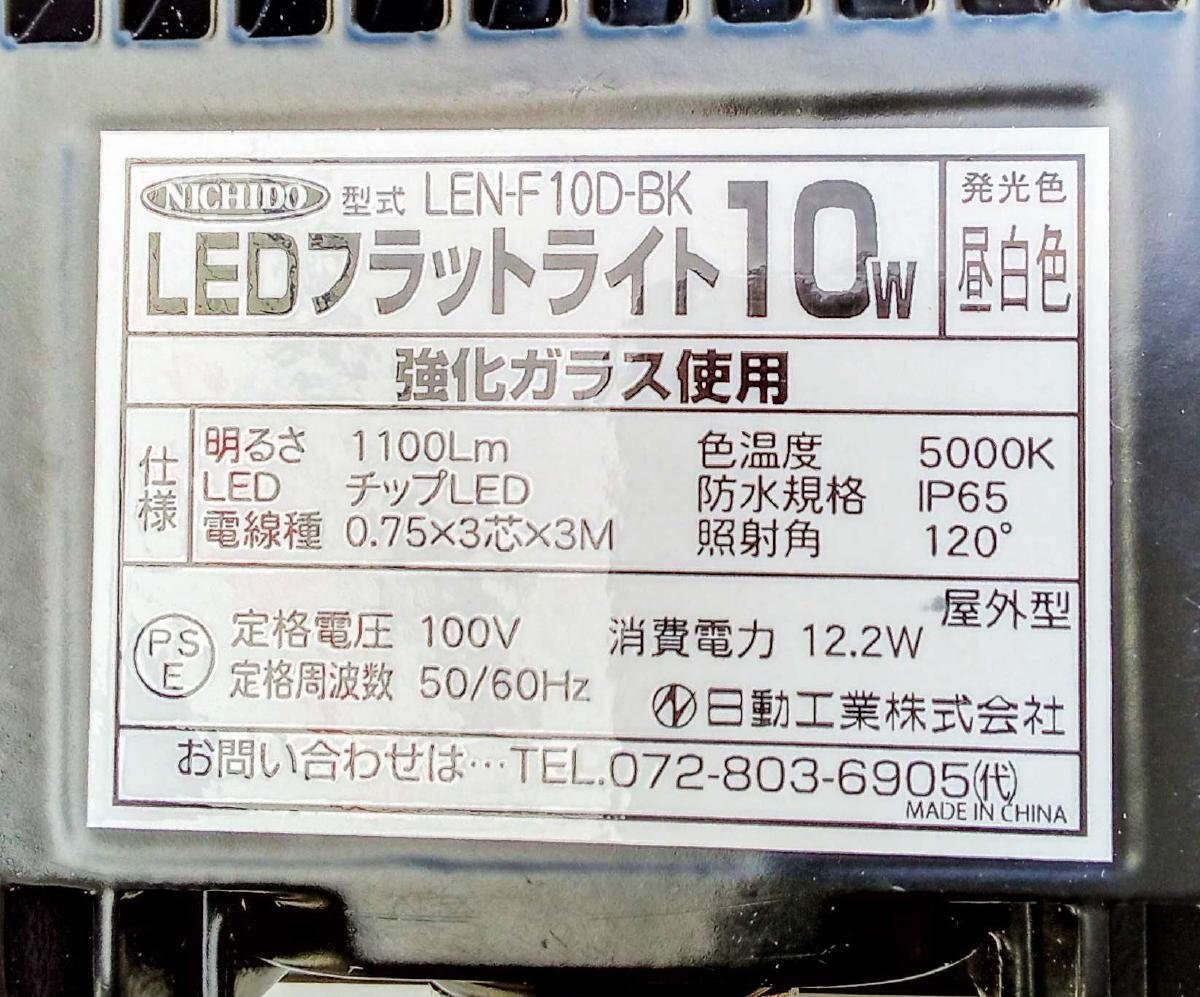 NICHIDO 型式 LEN-F10D-BK
LEDフラットライト 10W
発光色
昼白色
強化ガラス使用
仕様
明るさ 1100Lm 色温度 5000K
LED チップLED 防水規格 IP65
電線種 0.75×3芯×3M 照射角 120°
PS
E
屋外型
定格電圧 100V 消費電力 12.2W
定格周波数 50/60Hz 日動工業株式会社
お問い合わせは…TEL.072-803-6905(代)
MADE IN CHINA